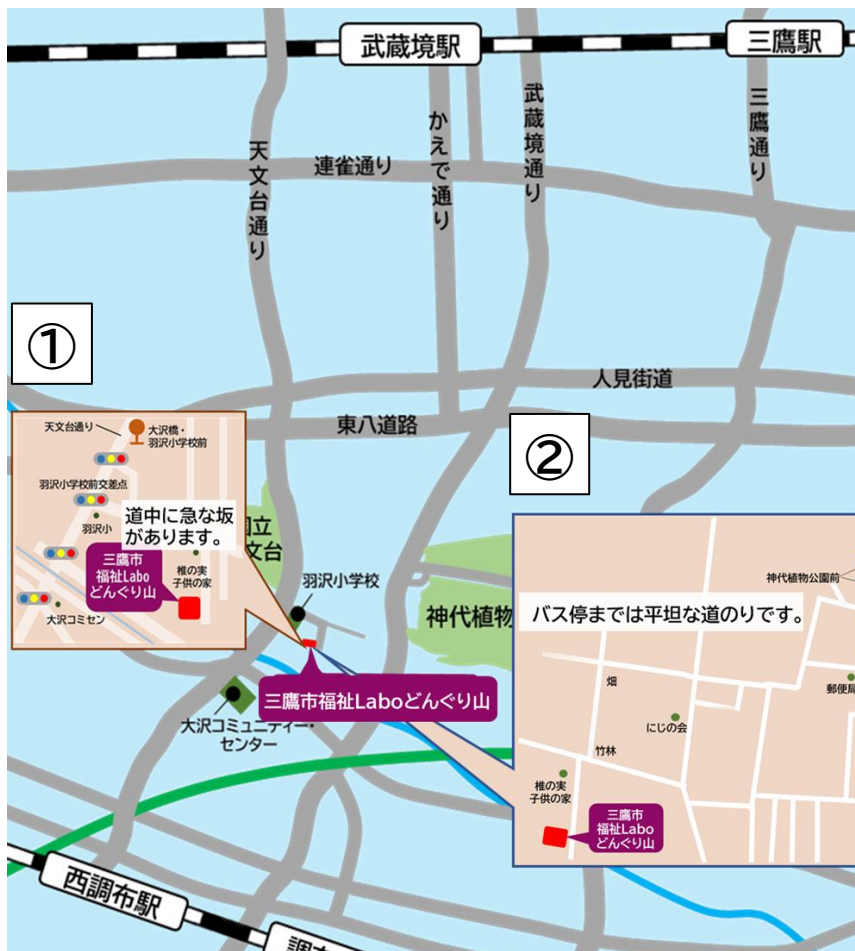 武蔵境駅
三鷹駅
天文台通り
連雀通り
かえで通り
武蔵境通り
三鷹通り
①
人見街道
東八道路
天文台通り
大沢橋・
羽沢小学校前
羽沢小学校前交差点
羽沢小
道中に急な坂
があります。
三鷹市
福祉Labo
どんぐり山
椎の実
子供の家
大沢コミセン
②
国立
文台
羽沢小学校
神代植物
三鷹市福祉Laboどんぐり山
大沢コミュニティー・
センター
神代植物公園前
バス停までは平坦な道のりです。
畑
郵便局
にじの会
竹林
椎の実
子供の家
三鷹市
福祉Labo
どんぐり山
西調布駅
調布